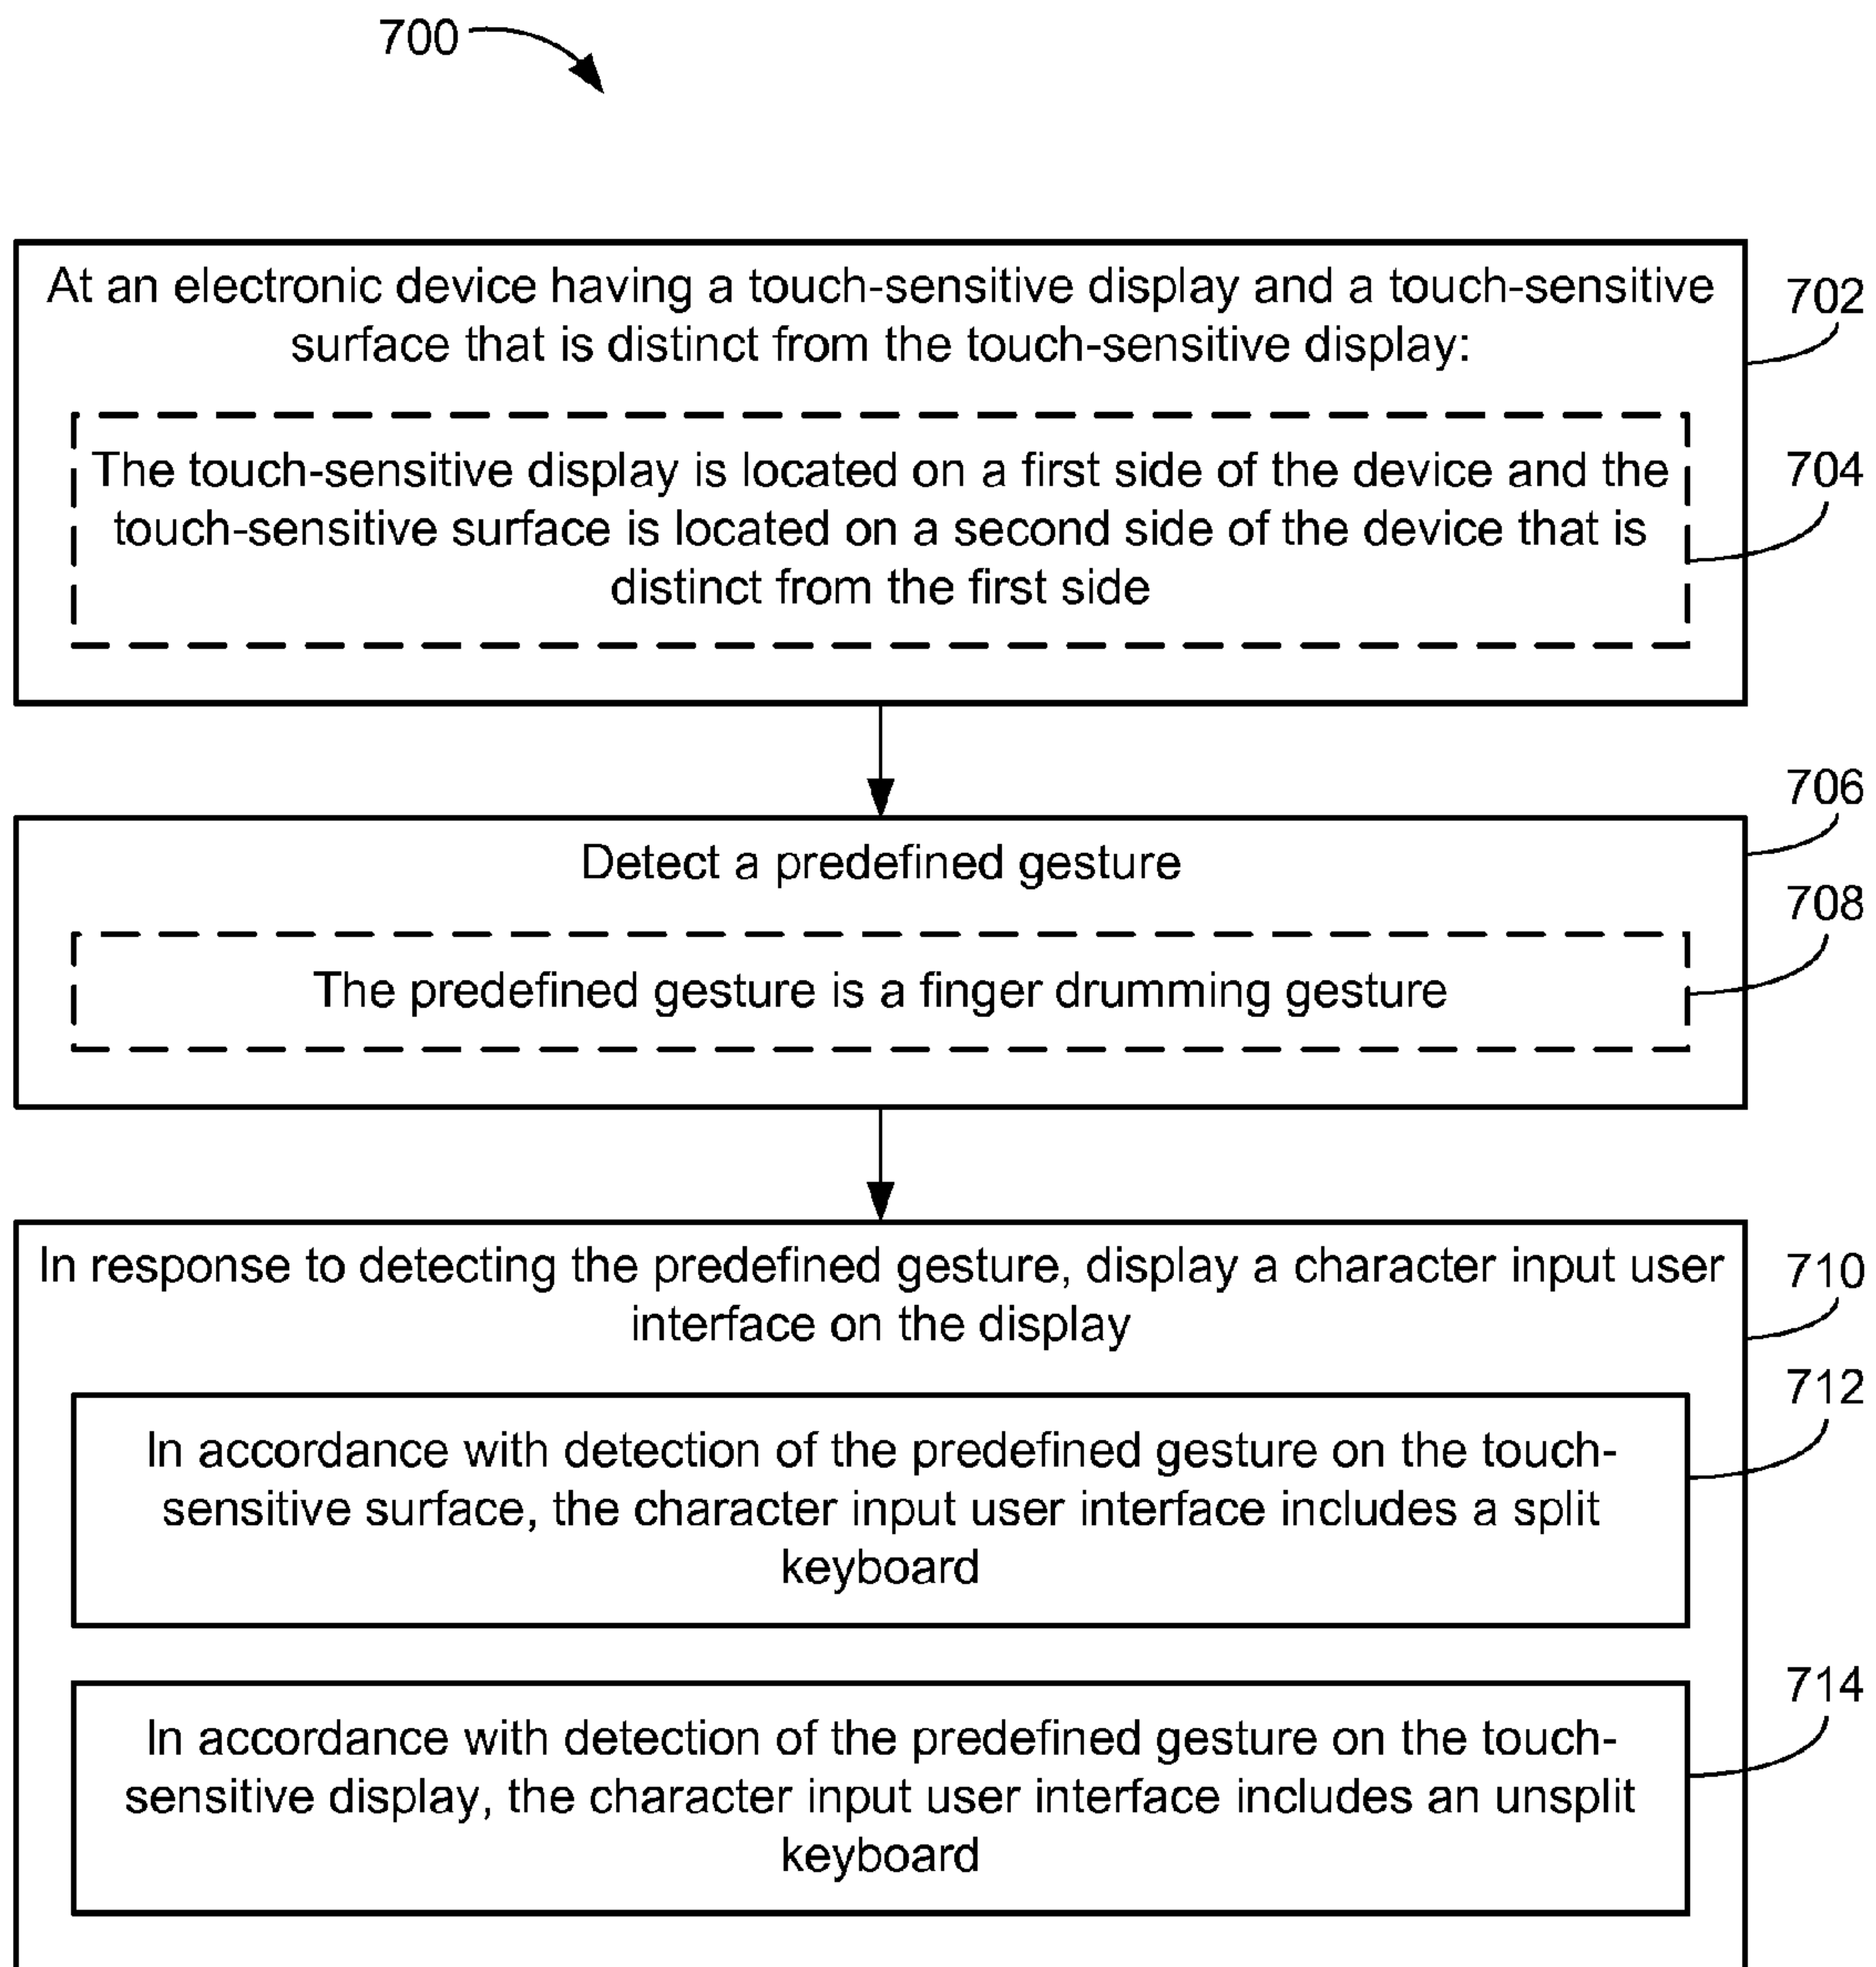 700
At an electronic device having a touch-sensitive display and a touch-sensitive
surface that is distinct from the touch-sensitive display:
702
The touch-sensitive display is located on a first side of the device and the
touch-sensitive surface is located on a second side of the device that is
distinct from the first side
704
Detect a predefined gesture
706
The predefined gesture is a finger drumming gesture
708
In response to detecting the predefined gesture, display a character input user
interface on the display
710
In accordance with detection of the predefined gesture on the touch-
sensitive surface, the character input user interface includes a split
keyboard
712
In accordance with detection of the predefined gesture on the touch-
sensitive display, the character input user interface includes an unsplit
keyboard
714